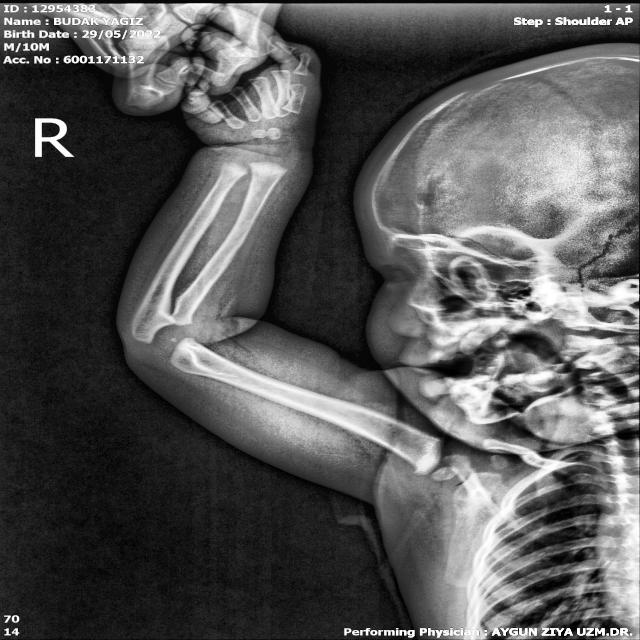 ID : 12954383
Name : BUDAK YAGIZ
Birth Date : 29/05/2022
M/10M
Acc. No : 6001171132
1 - 1
Step : Shoulder AP
R
70
14
Performing Physician : AYGUN ZIYA UZM.DR.